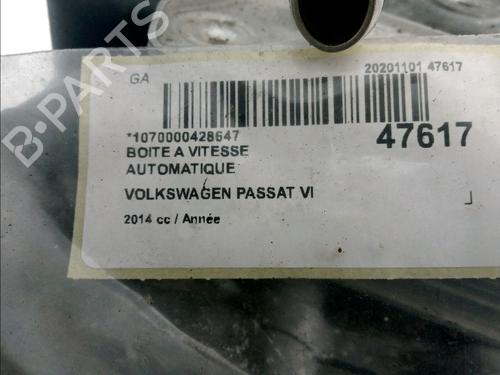 GA
20201101 47617
*1070000428647
47617
BOITE A VITESSE
AUTOMATIQUE
VOLKSWAGEN PASSAT VI
2014 cc / Année
B-PARTS